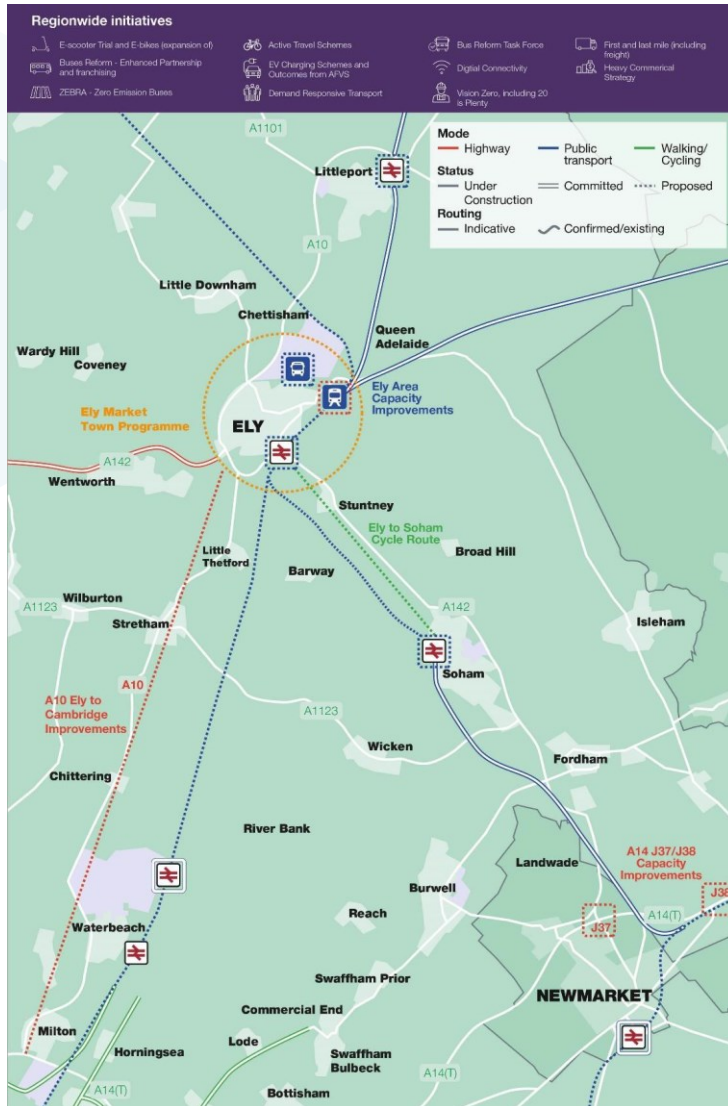 Regionwide initiatives
E-scooter Trial and E-bikes (expansion of)
Buses Reform - Enhanced Partnership
and franchising
ZEBRA - Zero Emission Buses
Active Travel Schemes
EV Charging Schemes and
Outcomes from AFVS
Demand Responsive Transport
Bus Reform Task Force
Digtial Connectivity
Vision Zero, including 20
is Plenty
First and last mile (including
freight)
Heavy Commerical
Strategy
Mode
Highway
Public
transport
Walking/
Cycling
Status
Under
Construction
Committed
Proposed
Routing
Indicative
Confirmed/existing
A1101
Littleport
A10
Little Downham
Chettisham
Queen
Adelaide
Wardy Hill
Coveney
Ely Area
Capacity
Improvements
Ely Market
Town Programme
ELY
A142
Wentworth
Stuntney
Ely to Soham
Cycle Route
Broad Hill
Little
Thetford
Barway
Wilburton
A1123
Stretham
A142
Isleham
Soham
A10
A10 Ely to
Cambridge
Improvements
A1123
Wicken
Fordham
Chittering
River Bank
Landwade
A14 J37/J38
Capacity
Improvements
Burwell
J38
Reach
A14(T)
J37
Waterbeach
Swaffham Prior
NEWMARKET
Commercial End
Milton
Horningsea
Lode
Swaffham
Bulbeck
A14(T)
A14(T)
Bottisham